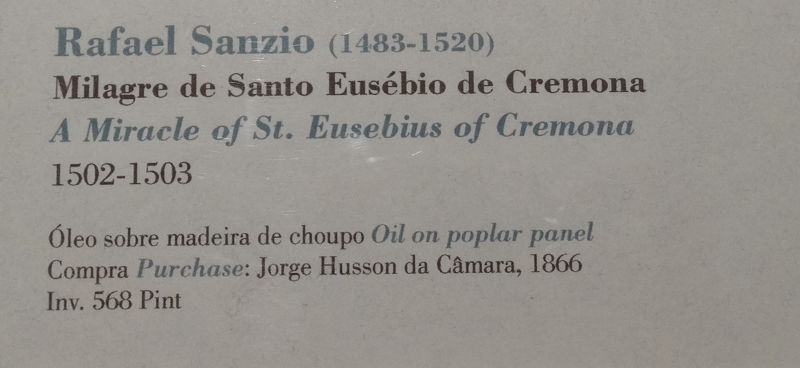 Rafael Sanzio (1483-1520)
Milagre de Santo Eusébio de Cremona
A Miracle of St. Eusebius of Cremona
1502-1503
Óleo sobre madeira de choupo Oil on poplar panel
Compra Purchase: Jorge Husson da Câmara, 1866
Inv. 568 Pint